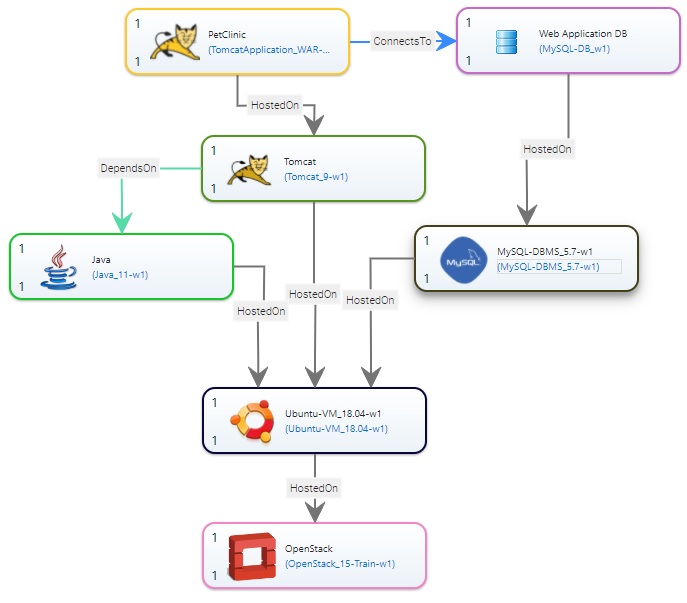 1
PetClinic
(TomcatApplication_WAR-...
1
ConnectsTo
1
Web Application DB
(MySQL-DB_w1)
1
HostedOn
HostedOn
1
Tomcat
(Tomcat_9-w1)
1
DependsOn
1
Java
(Java_11-w1)
1
1
MySQL
MySQL-DBMS_5.7-w1
(MySQL-DBMS_5.7-w1)
1
HostedOn
HostedOn
HostedOn
1
Ubuntu-VM_18.04-w1
(Ubuntu-VM_18.04-w1)
1
HostedOn
1
OpenStack
(OpenStack_15-Train-w1)
1